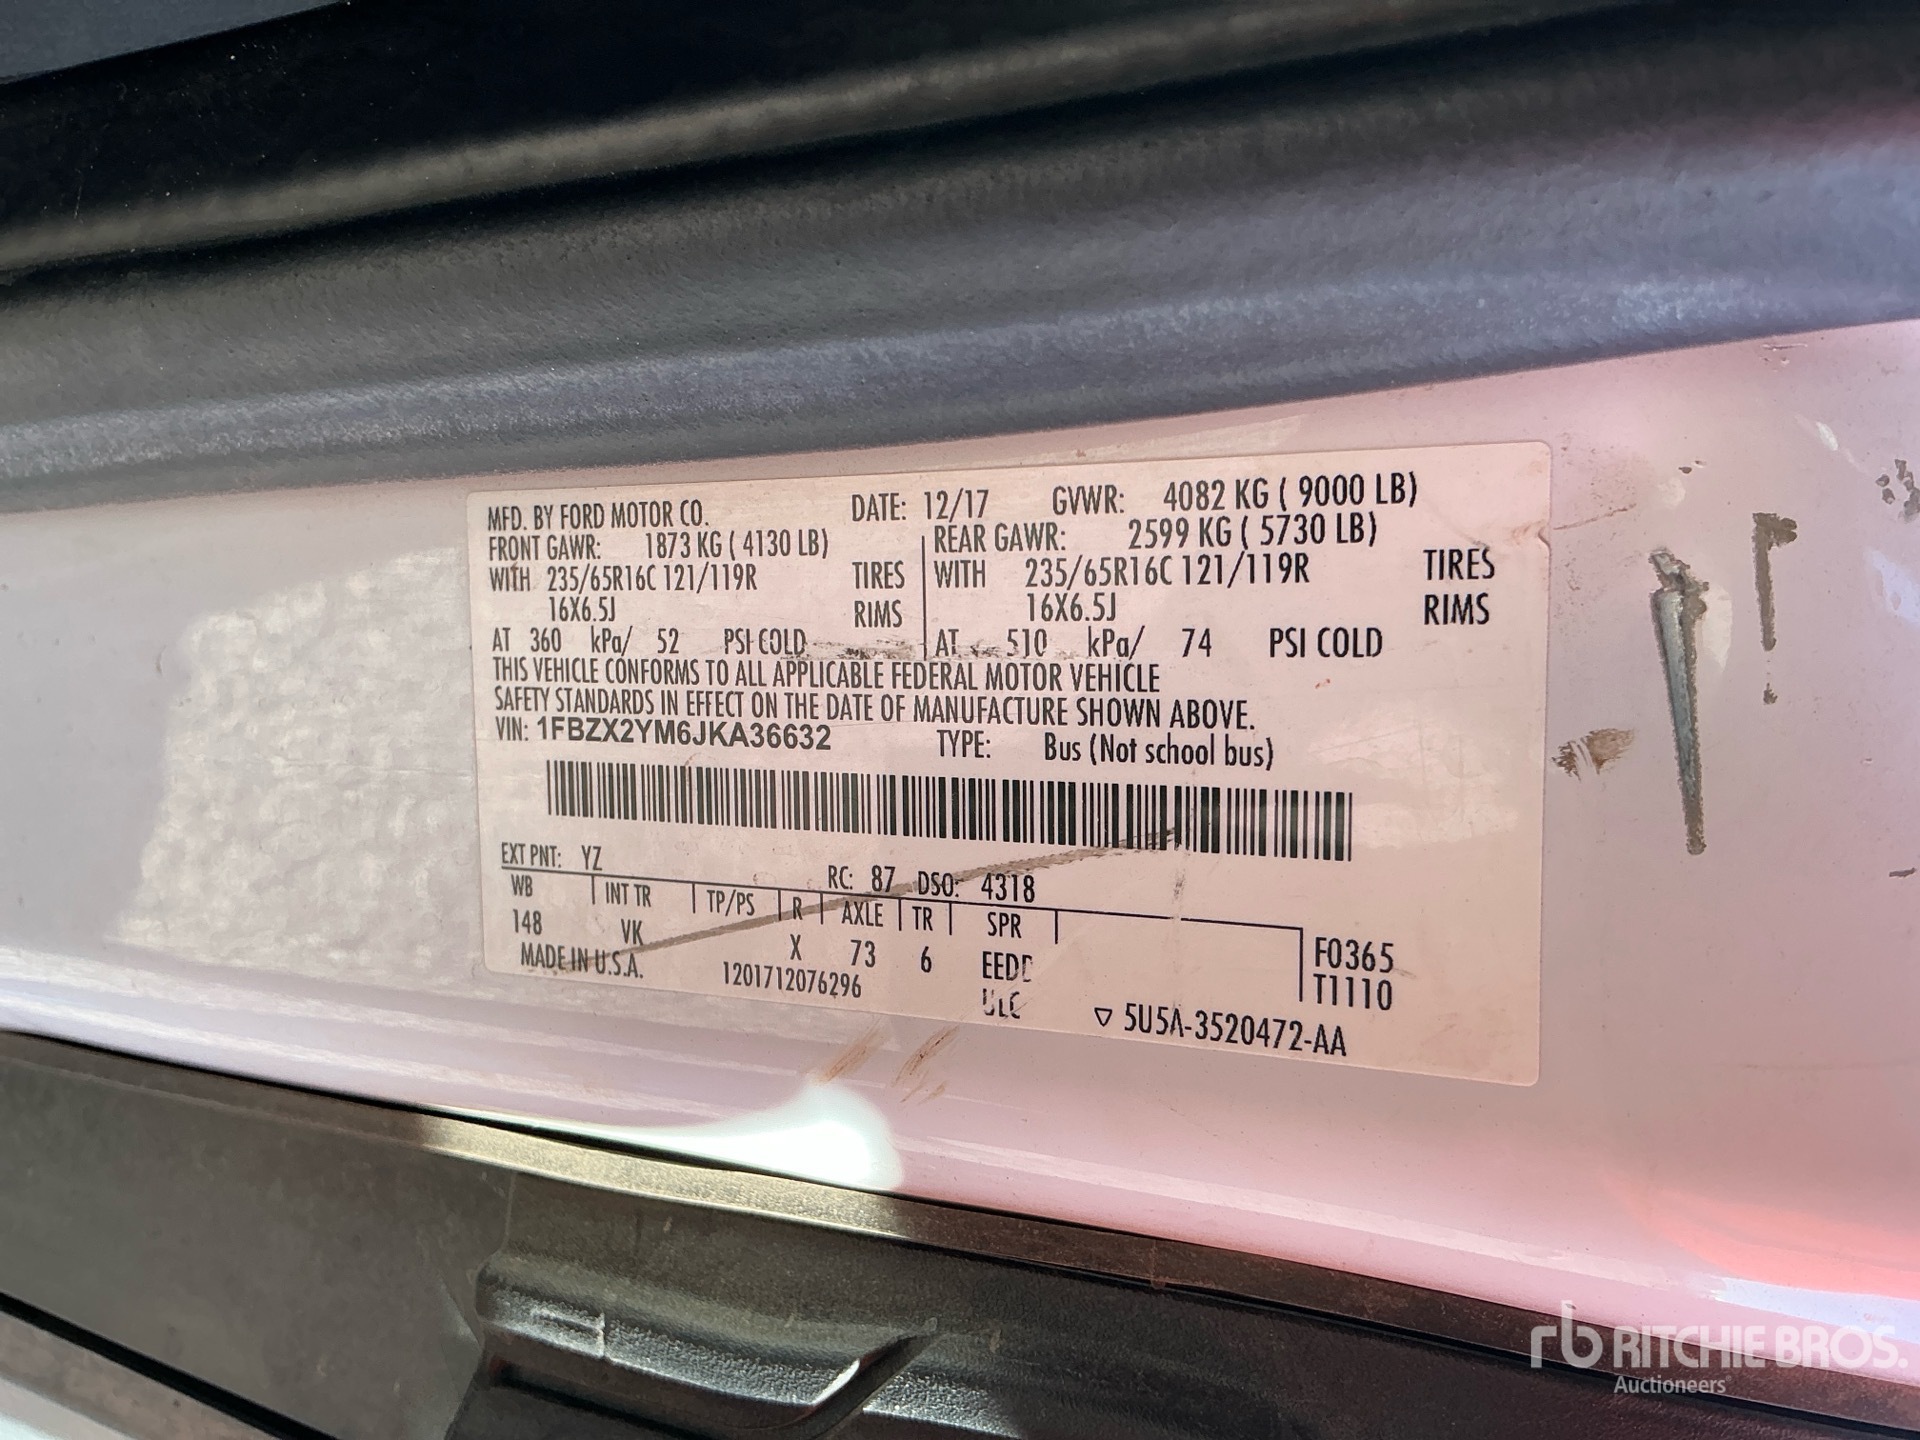 MFD. BY FORD MOTOR CO. DATE: 12/17 GVWR: 4082 KG ( 9000 LB)
FRONT GAWR: 1873 KG ( 4130 LB) REAR GAWR: 2599 KG ( 5730 LB)
WITH 235/65R16C 121/119R TIRES WITH 235/65R16C 121/119R TIRES
16X6.5J RIMS 16X6.5J RIMS
AT 360 kPa/ 52 PSI COLD AT 510 kPa/ 74 PSI COLD
THIS VEHICLE CONFORMS TO ALL APPLICABLE FEDERAL MOTOR VEHICLE
SAFETY STANDARDS IN EFFECT ON THE DATE OF MANUFACTURE SHOWN ABOVE.
VIN: 1FBZX2YM6JKA36632 TYPE: Bus (Not school bus)
EXT PNT: YZ RC: 87 DSO: 4318
WB INT TR TP/PS R AXLE TR SPR
148 VK X 73 6 EEDD F0365
MADE IN U.S.A. 1201712076296 T1110
▽ 5U5A-3520472-AA
rb RITCHIE BROS.
Auctioneers